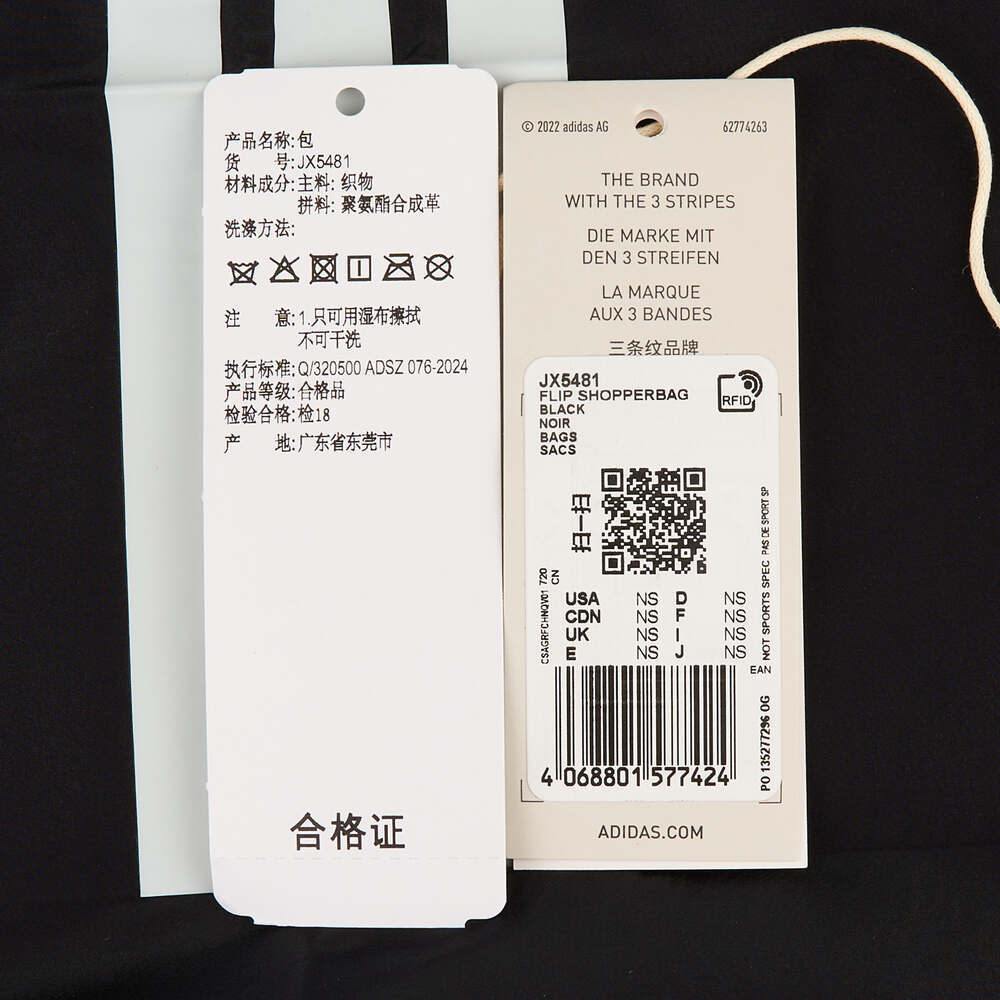 产品名称:包
货 号:JX5481
材料成分:主料: 织物
拼料: 聚氨酯合成革
洗涤方法:
注 意:1.只可用湿布擦拭
不可干洗
执行标准:Q/320500 ADSZ 076-2024
产品等级:合格品
检验合格:检18
产 地:广东省东莞市
合格证
© 2022 adidas AG 62774263
THE BRAND
WITH THE 3 STRIPES
DIE MARKE MIT
DEN 3 STREIFEN
LA MARQUE
AUX 3 BANDES
三条纹品牌
JX5481
FLIP SHOPPERBAG
BLACK
NOIR
BAGS
SACS
RFID
扫一扫
CSAGRFCHNQV01 720
CN
USA NS D NS
CDN NS F NS
UK NS I NS
E NS J NS
NOT SPORTS SPEC PAS DE SPORT SP
EAN
PO 135277296 OG
4 068801 577424
ADIDAS.COM